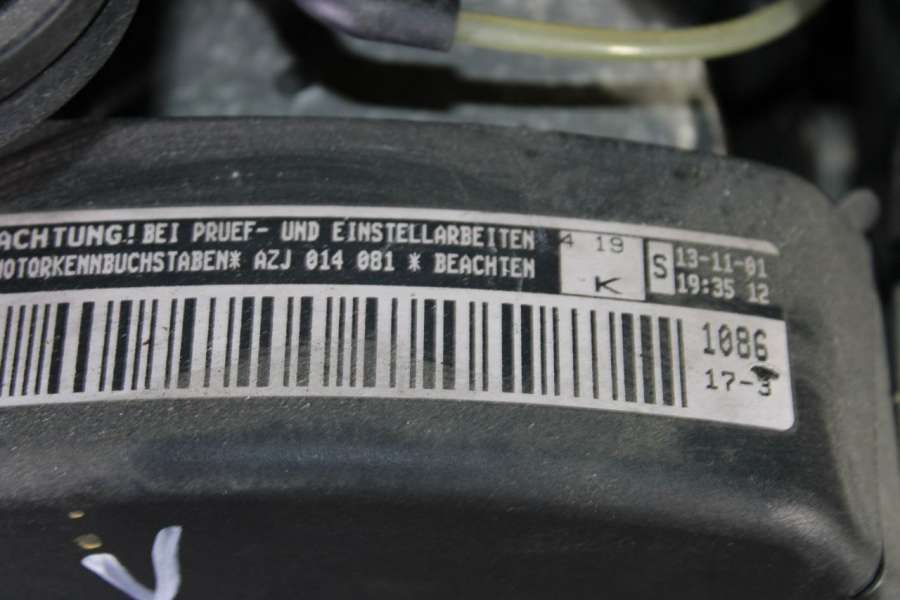 ACHTUNG! BEI PRUEF- UND EINSTELLARBEITEN
MOTORKENNBUCHSTABEN* AZJ 014 081 * BEACHTEN
4 19
K
S
13-11-01
19:35 12
1086
17-3
V